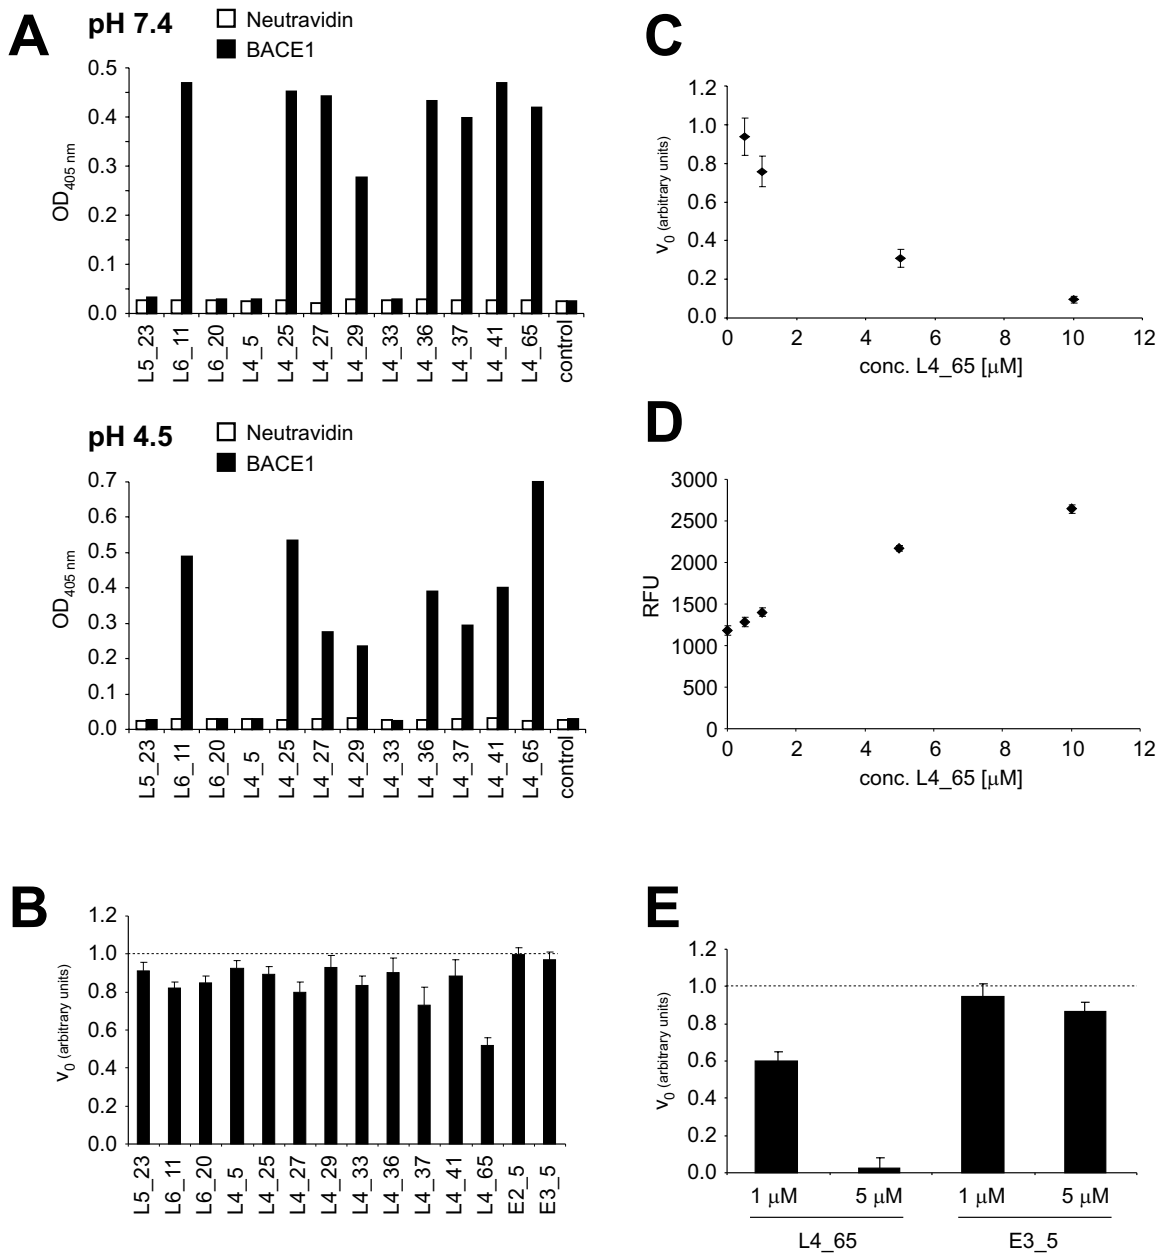 A
pH 7.4
Neutravidin
BACE1
0.5
0.4
0.3
0.2
0.1
0.0
OD405 nm
L5_23
L6_11
L6_20
L4_5
L4_25
L4_27
L4_29
L4_33
L4_36
L4_37
L4_41
L4_65
control
pH 4.5
Neutravidin
BACE1
0.7
0.6
0.5
0.4
0.3
0.2
0.1
0.0
OD405 nm
L5_23
L6_11
L6_20
L4_5
L4_25
L4_27
L4_29
L4_33
L4_36
L4_37
L4_41
L4_65
control
B
1.2
1.0
0.8
0.6
0.4
0.2
0.0
v0 (arbitrary units)
L5_23
L6_11
L6_20
L4_5
L4_25
L4_27
L4_29
L4_33
L4_36
L4_37
L4_41
L4_65
E2_5
E3_5
C
1.2
1.0
0.8
0.6
0.4
0.2
0.0
v0 (arbitrary units)
0 2 4 6 8 10 12
conc. L4_65 [μM]
D
3000
2500
2000
1500
1000
500
0
RFU
0 2 4 6 8 10 12
conc. L4_65 [μM]
E
1.2
1.0
0.8
0.6
0.4
0.2
0.0
v0 (arbitrary units)
1 μM 5 μM 1 μM 5 μM
L4_65 E3_5